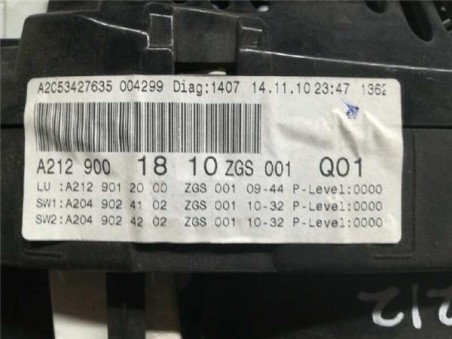 A2C53427635 004299 Diag:1407 14.11.10 23:47 1362
A212 900 18 10 ZGS 001 Q01
LU :A212 901 20 00 ZGS 001 09-44 P-Level:0000
SW1:A204 902 41 02 ZGS 001 10-32 P-Level:0000
SW2:A204 902 42 02 ZGS 001 10-32 P-Level:0000
212